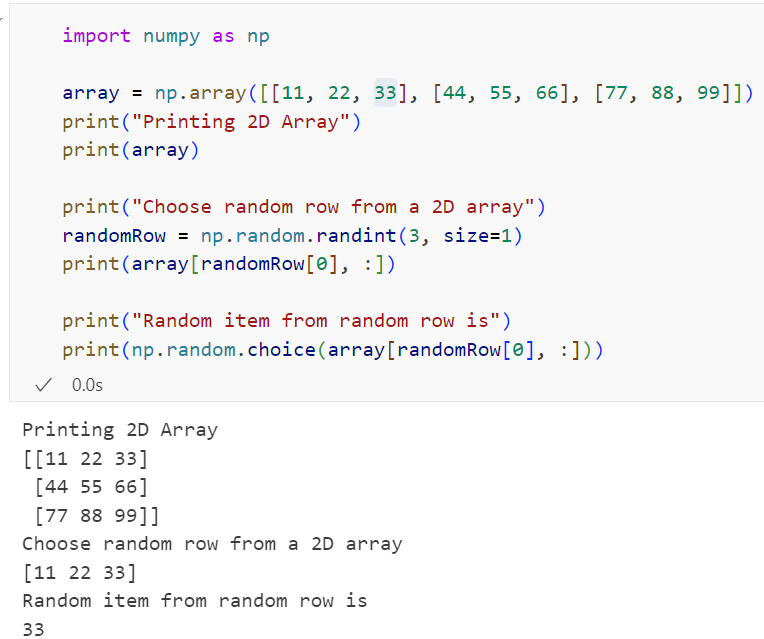 import numpy as np
array = np.array([[11, 22, 33], [44, 55, 66], [77, 88, 99]])
print("Printing 2D Array")
print(array)
print("Choose random row from a 2D array")
randomRow = np.random.randint(3, size=1)
print(array[randomRow[0], :])
print("Random item from random row is")
print(np.random.choice(array[randomRow[0], :]))
✓ 0.0s
Printing 2D Array
[[11 22 33]
 [44 55 66]
 [77 88 99]]
Choose random row from a 2D array
[11 22 33]
Random item from random row is
33